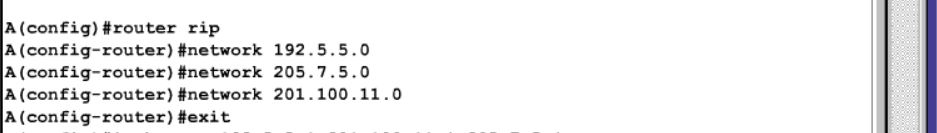 A(config)#router rip
A(config-router)#network 192.5.5.0
A(config-router)#network 205.7.5.0
A(config-router)#network 201.100.11.0
A(config-router)#exit